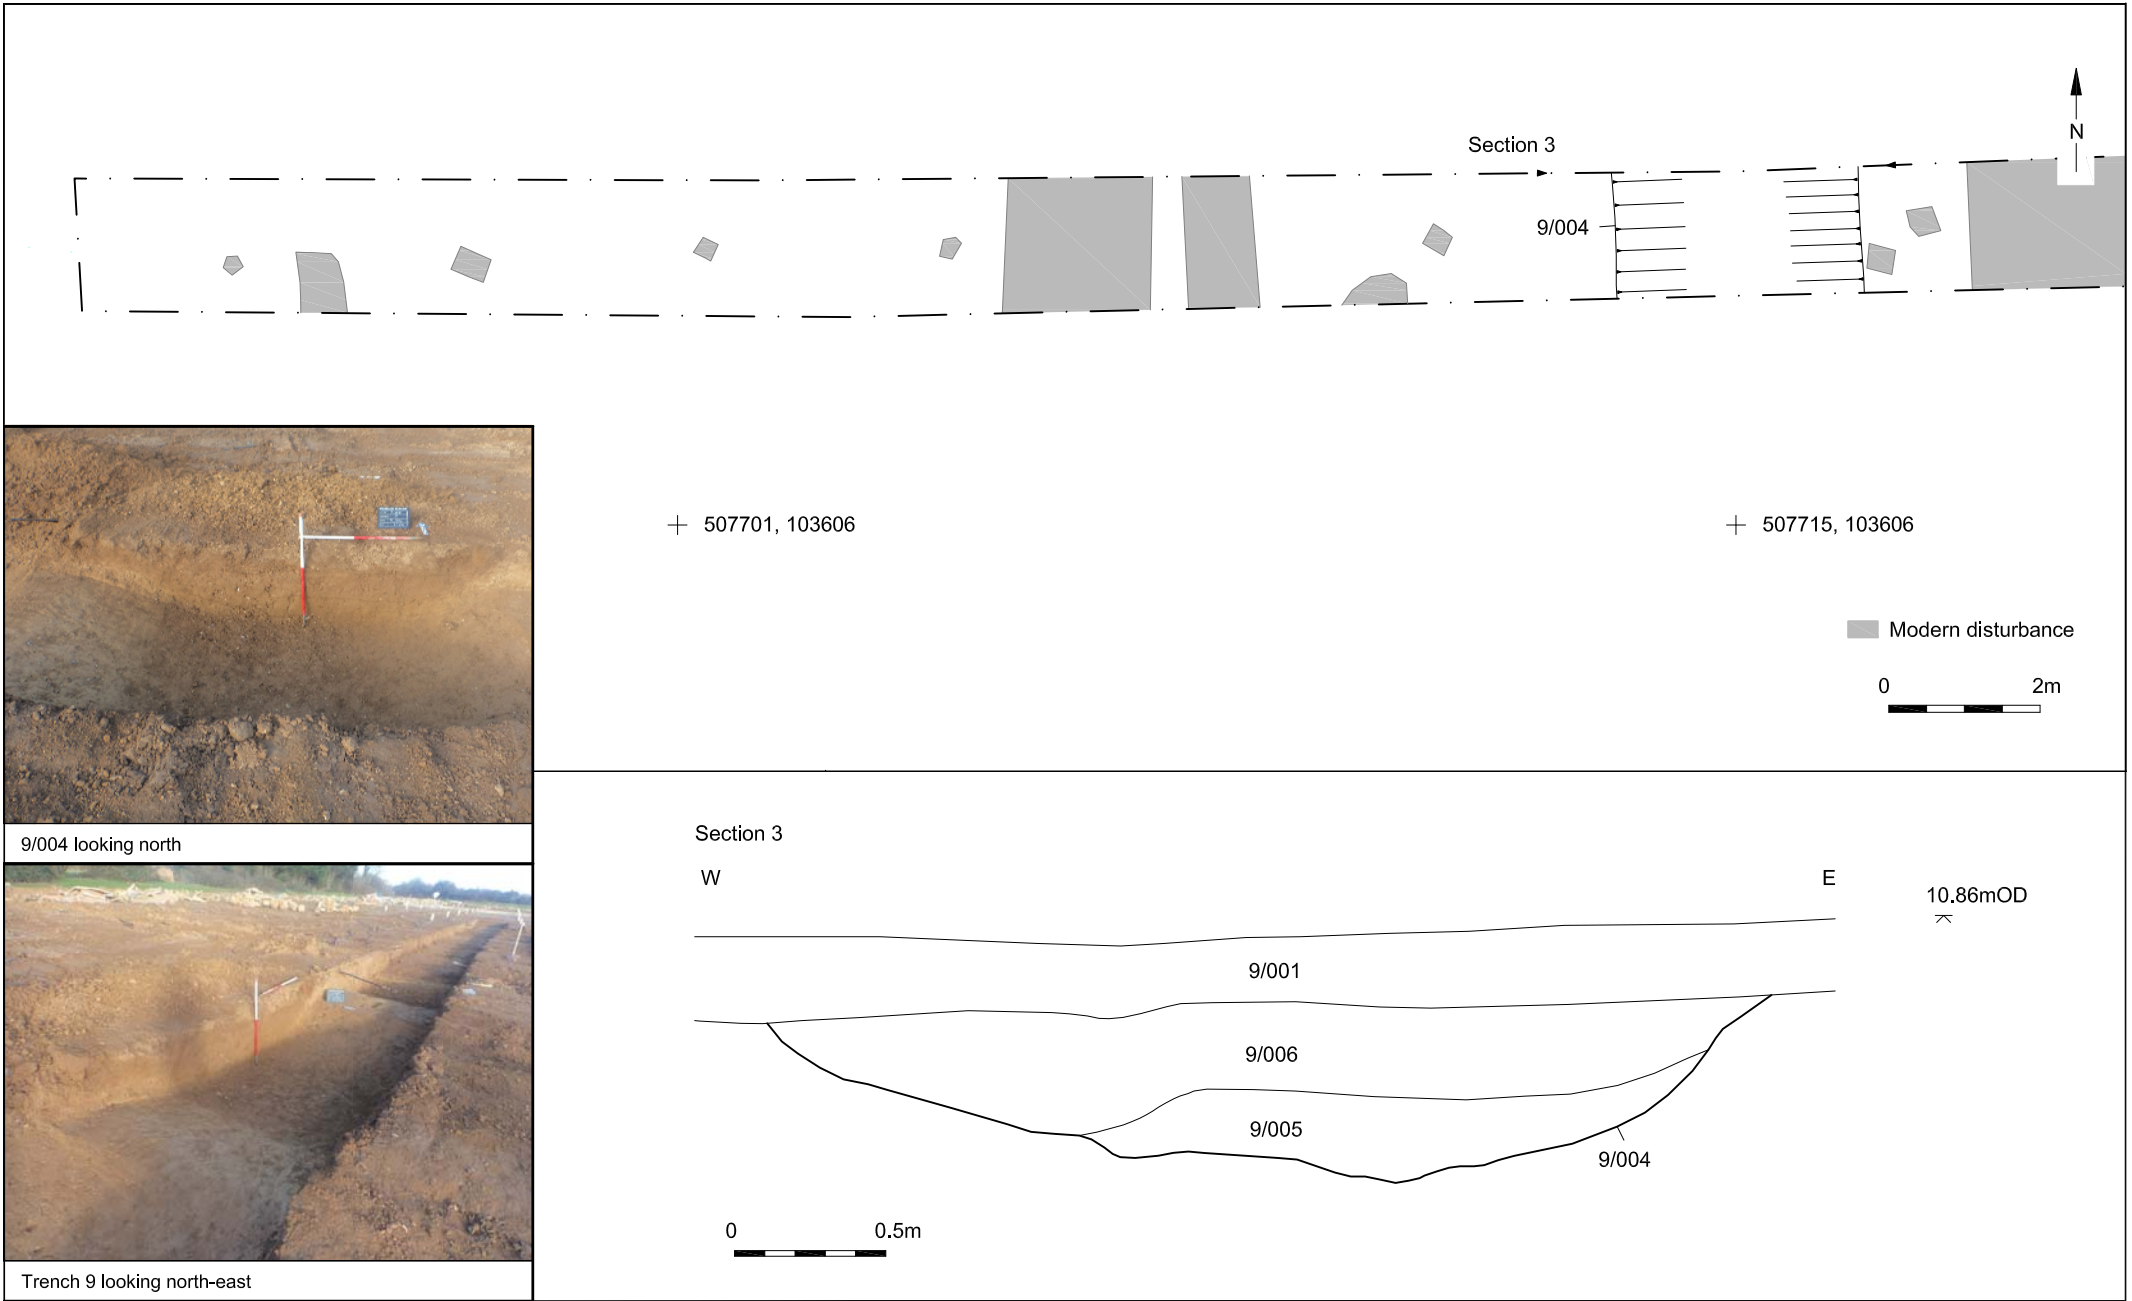 Section 3
N
9/004
507701, 103606
507715, 103606
Modern disturbance
0 2m
9/004 looking north
Trench 9 looking north-east
Section 3
W
E
10.86mOD
9/001
9/006
9/005
9/004
0 0.5m